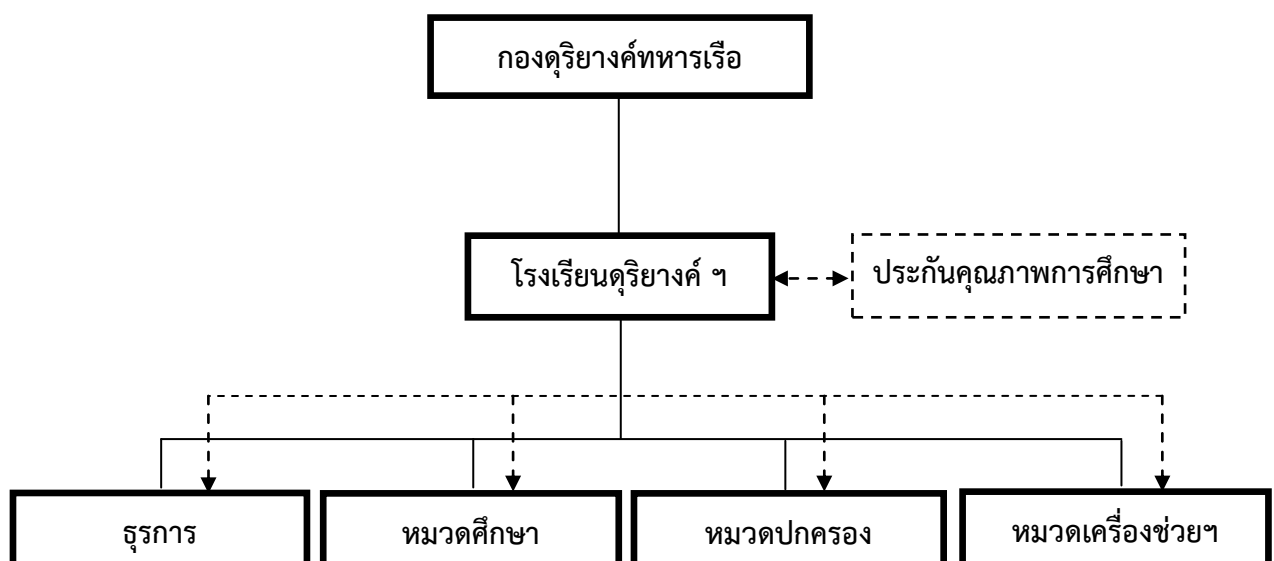 กองดุริยางค์ทหารเรือ
โรงเรียนดุริยางค์ ฯ
ประกันคุณภาพการศึกษา
ธุรการ
หมวดศึกษา
หมวดปกครอง
หมวดเครื่องช่วยฯ